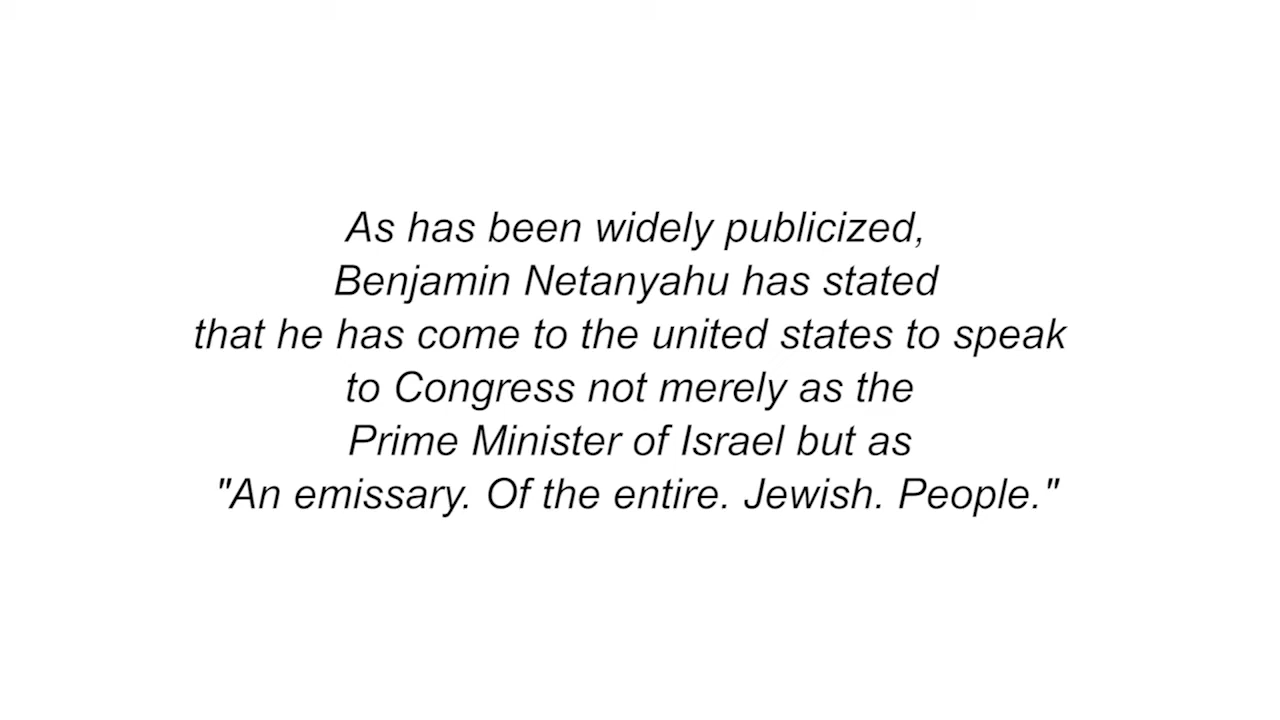 As has been widely publicized,
Benjamin Netanyahu has stated
that he has come to the united states to speak
to Congress not merely as the
Prime Minister of Israel but as
"An emissary. Of the entire. Jewish. People."